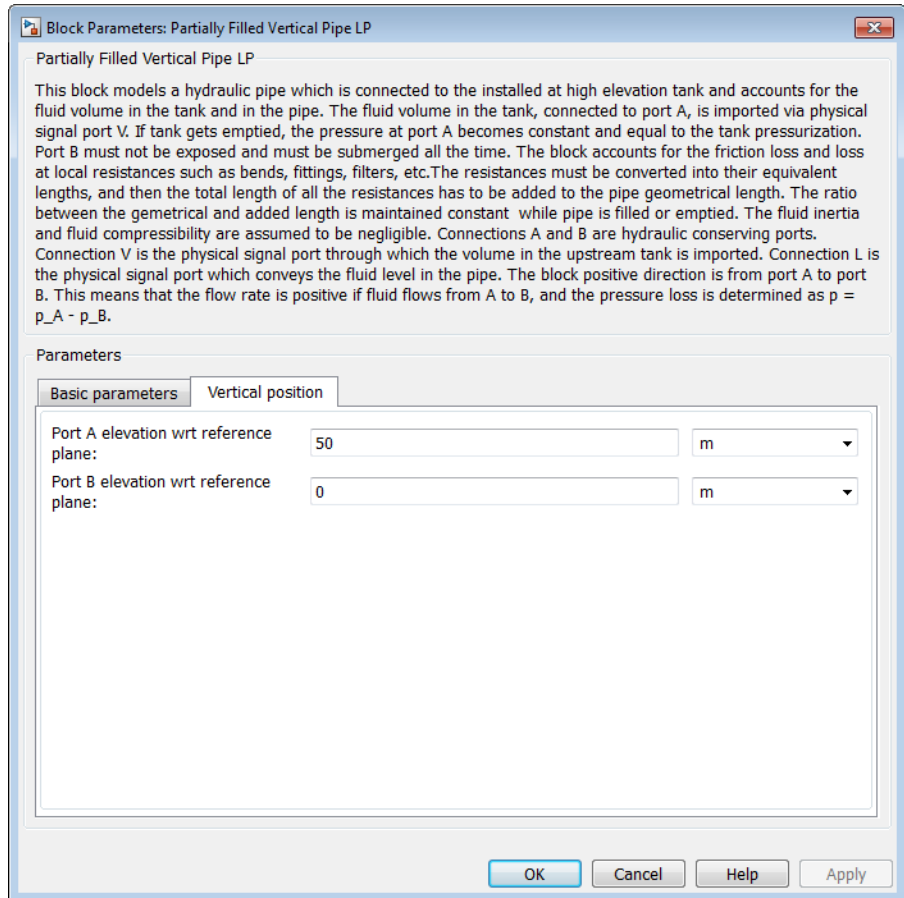 Block Parameters: Partially Filled Vertical Pipe LP
Partially Filled Vertical Pipe LP
This block models a hydraulic pipe which is connected to the installed at high elevation tank and accounts for the
fluid volume in the tank and in the pipe. The fluid volume in the tank, connected to port A, is imported via physical
signal port V. If tank gets emptied, the pressure at port A becomes constant and equal to the tank pressurization.
Port B must not be exposed and must be submerged all the time. The block accounts for the friction loss and loss
at local resistances such as bends, fittings, filters, etc.The resistances must be converted into their equivalent
lengths, and then the total length of all the resistances has to be added to the pipe geometrical length. The ratio
between the gemetrical and added length is maintained constant  while pipe is filled or emptied. The fluid inertia
and fluid compressibility are assumed to be negligible. Connections A and B are hydraulic conserving ports.
Connection V is the physical signal port through which the volume in the upstream tank is imported. Connection L is
the physical signal port which conveys the fluid level in the pipe. The block positive direction is from port A to port
B. This means that the flow rate is positive if fluid flows from A to B, and the pressure loss is determined as p =
p_A - p_B.
Parameters
Basic parameters Vertical position
Port A elevation wrt reference
plane:
50 m
Port B elevation wrt reference
plane:
0 m
OK Cancel Help Apply